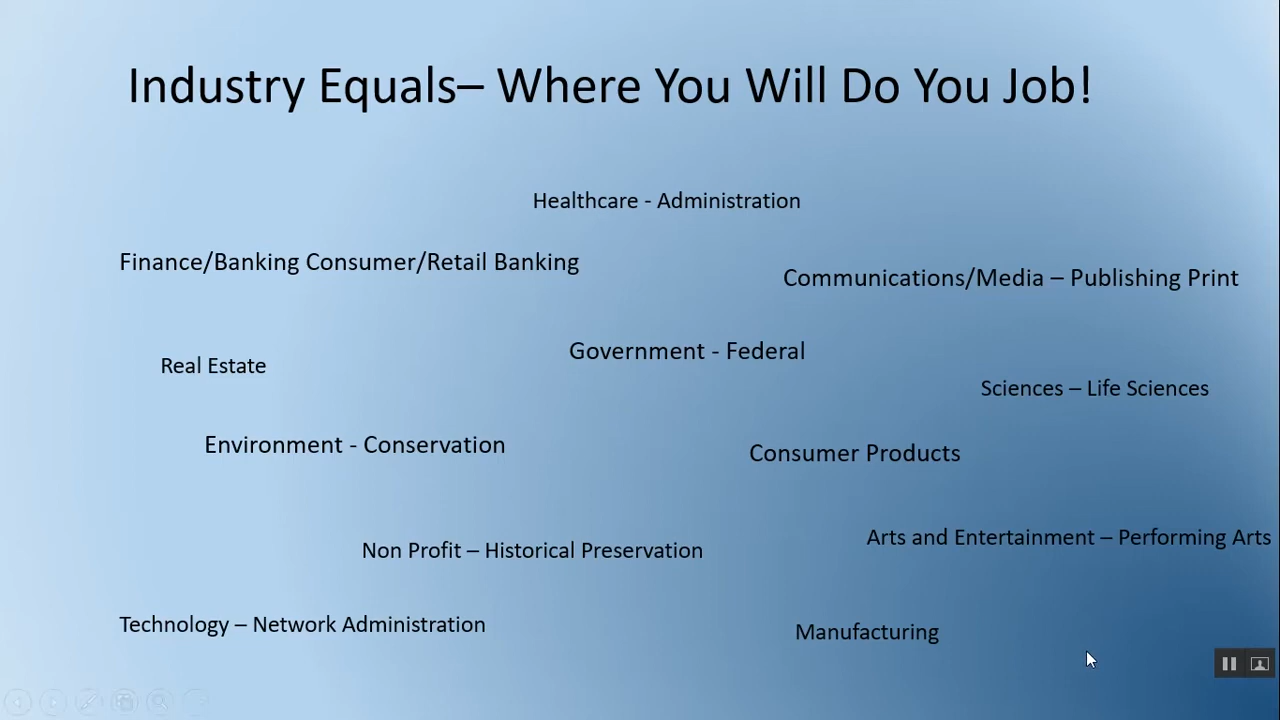 Industry Equals– Where You Will Do You Job!
Healthcare - Administration
Finance/Banking Consumer/Retail Banking
Communications/Media – Publishing Print
Government - Federal
Real Estate
Sciences – Life Sciences
Environment - Conservation
Consumer Products
Arts and Entertainment – Performing Arts
Non Profit – Historical Preservation
Technology – Network Administration
Manufacturing